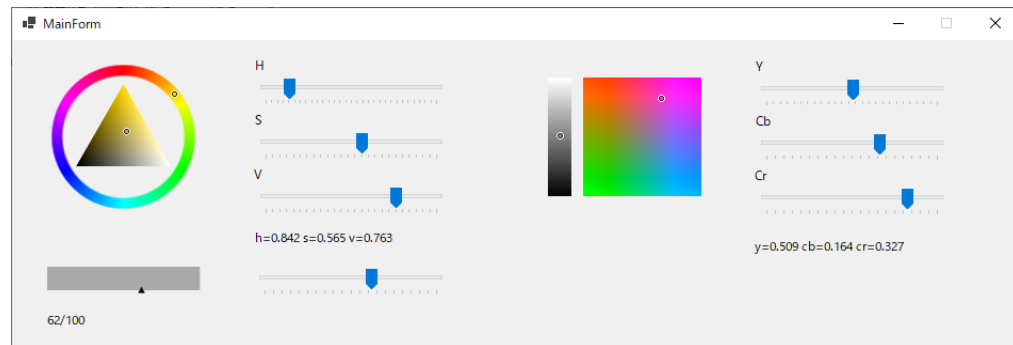 MainForm
H
S
V
h=0.842 s=0.565 v=0.763
62/100
Y
Cb
Cr
y=0.509 cb=0.164 cr=0.327